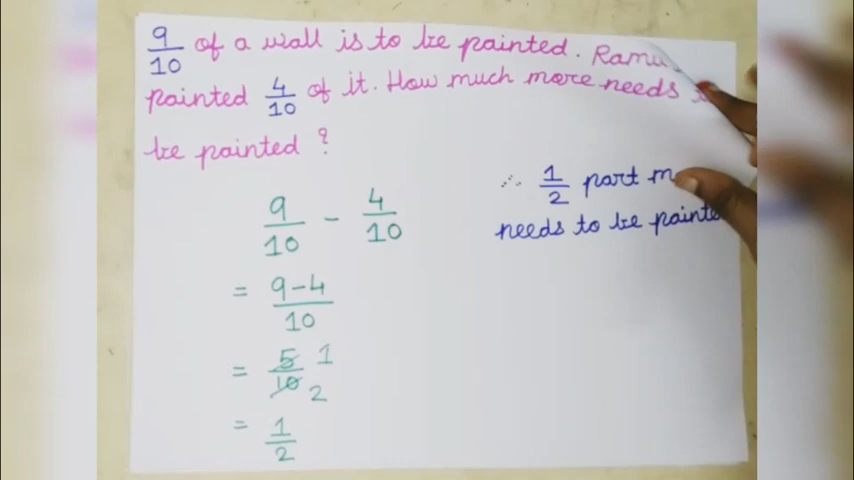 9/10 of a wall is to be painted. Ramu
painted 4/10 of it. How much more needs
be painted ?
9/10 - 4/10
= 9-4/10
= 5/10 1/2
= 1/2
∴ 1/2 part
needs to be painte